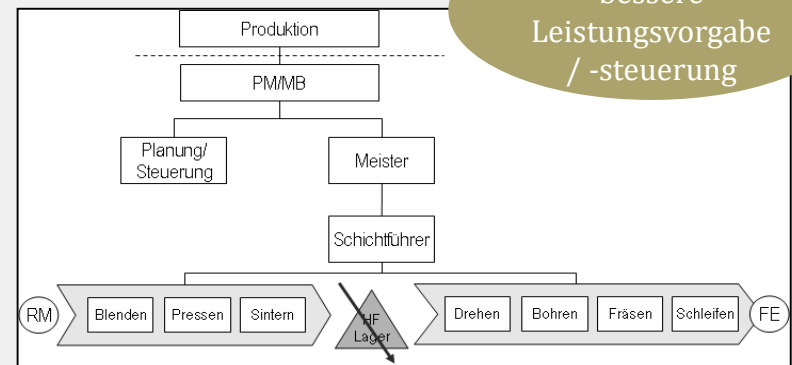 bessere
Leistungsvorgabe
/ -steuerung
Produktion
PM/MB
Planung/
Steuerung
Meister
Schichtführer
RM
Blenden
Pressen
Sintern
HF
Lager
Drehen
Bohren
Fräsen
Schleifen
FE